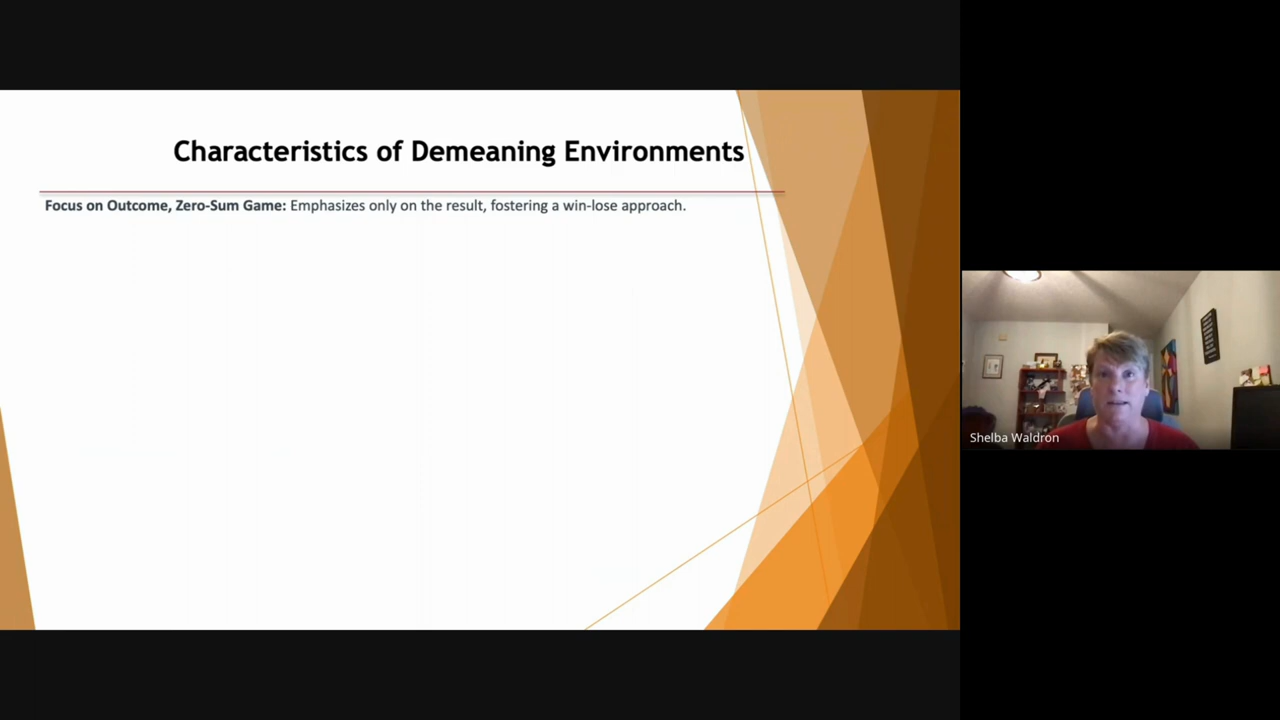 Characteristics of Demeaning Environments
Focus on Outcome, Zero-Sum Game: Emphasizes only on the result, fostering a win-lose approach.
Shelba Waldron